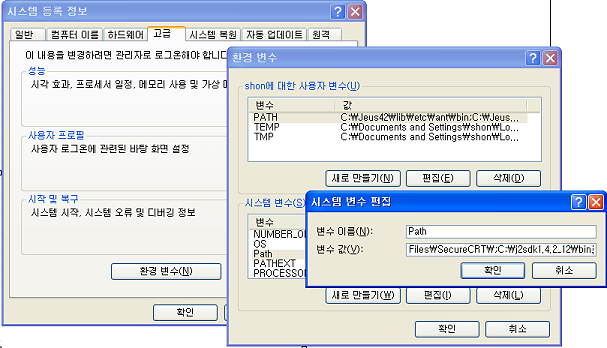 시스템 등록 정보
일반 컴퓨터 이름 하드웨어 고급 시스템 복원 자동 업데이트 원격
이 내용을 변경하려면 관리자로 로그온해야 합니다
성능
시각 효과, 프로세서 일정, 메모리 사용 및 가상
사용자 프로필
사용자 로그온에 관련된 바탕 화면 설정
시작 및 복구
시스템 시작, 시스템 오류 및 디버깅 정보
환경 변수(N)
확인
환경 변수
shon에 대한 사용자 변수(U)
변수 값
PATH C:₩Jeus42₩lib₩etc₩ant₩bin;C:₩Jeus...
TEMP C:₩Documents and Settings₩shon₩Lo...
TMP C:₩Documents and Settings₩shon₩Lo...
새로 만들기(N) 편집(E) 삭제(D)
시스템 변수(S)
변수
NUMBER_O
OS
Path
PATHEXT
PROCESSO
새로 만들기(W) 편집(I) 삭제(L)
확인 취소
시스템 변수 편집
변수 이름(N): Path
변수 값(V): Files₩SecureCRT₩;C:₩j2sdk1.4.2_12₩bin;
확인 취소